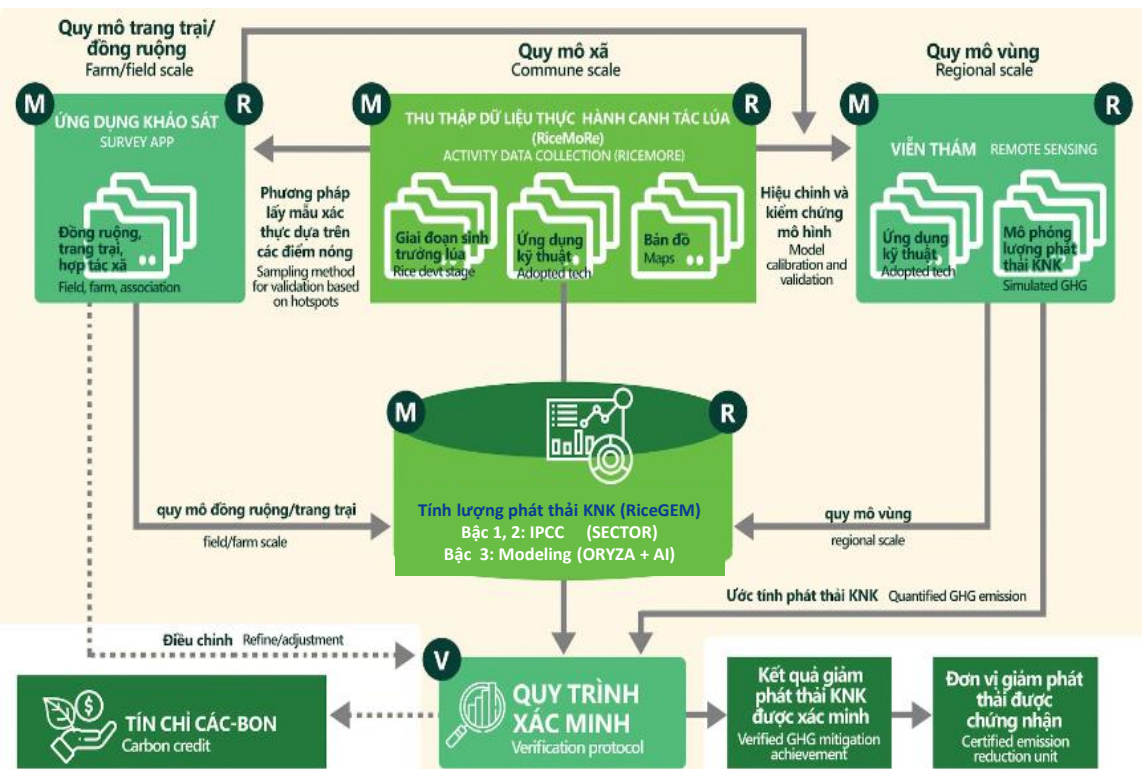 Quy mô trang trại/
đồng ruộng
Farm/field scale
Quy mô xã
Commune scale
Quy mô vùng
Regional scale
M
R
ỨNG DỤNG KHẢO SÁT
SURVEY APP
Đồng ruộng,
trang trại,
hợp tác xã
Field, farm, association
Phương pháp
lấy mẫu xác
thực dựa trên
các điểm nóng
Sampling method
for validation based
on hotspots
M
R
THU THẬP DỮ LIỆU THỰC HÀNH CANH TÁC LÚA
(RiceMoRe)
ACTIVITY DATA COLLECTION (RICEMORE)
Giai đoạn sinh
trưởng lúa
Rice devt stage
Ứng dụng
kỹ thuật
Adopted tech
Bản đồ
Maps
Hiệu chỉnh và
kiểm chứng
mô hình
Model
calibration and
validation
M
R
VIỄN THÁM REMOTE SENSING
Ứng dụng
kỹ thuật
Adopted tech
Mô phỏng
lượng phát
thải KNK
Simulated GHG
M
R
Tính lượng phát thải KNK (RiceGEM)
Bậc 1, 2: IPCC (SECTOR)
Bậc 3: Modeling (ORYZA + AI)
quy mô đồng ruộng/trang trại
field/farm scale
quy mô vùng
regional scale
Ước tính phát thải KNK Quantified GHG emission
Điều chỉnh Refine/adjustment
V
QUY TRÌNH
XÁC MINH
Verification protocol
TÍN CHỈ CÁC-BON
Carbon credit
Kết quả giảm
phát thải KNK
được xác minh
Verified GHG mitigation
achievement
Đơn vị giảm phát
thải được
chứng nhận
Certified emission
reduction unit